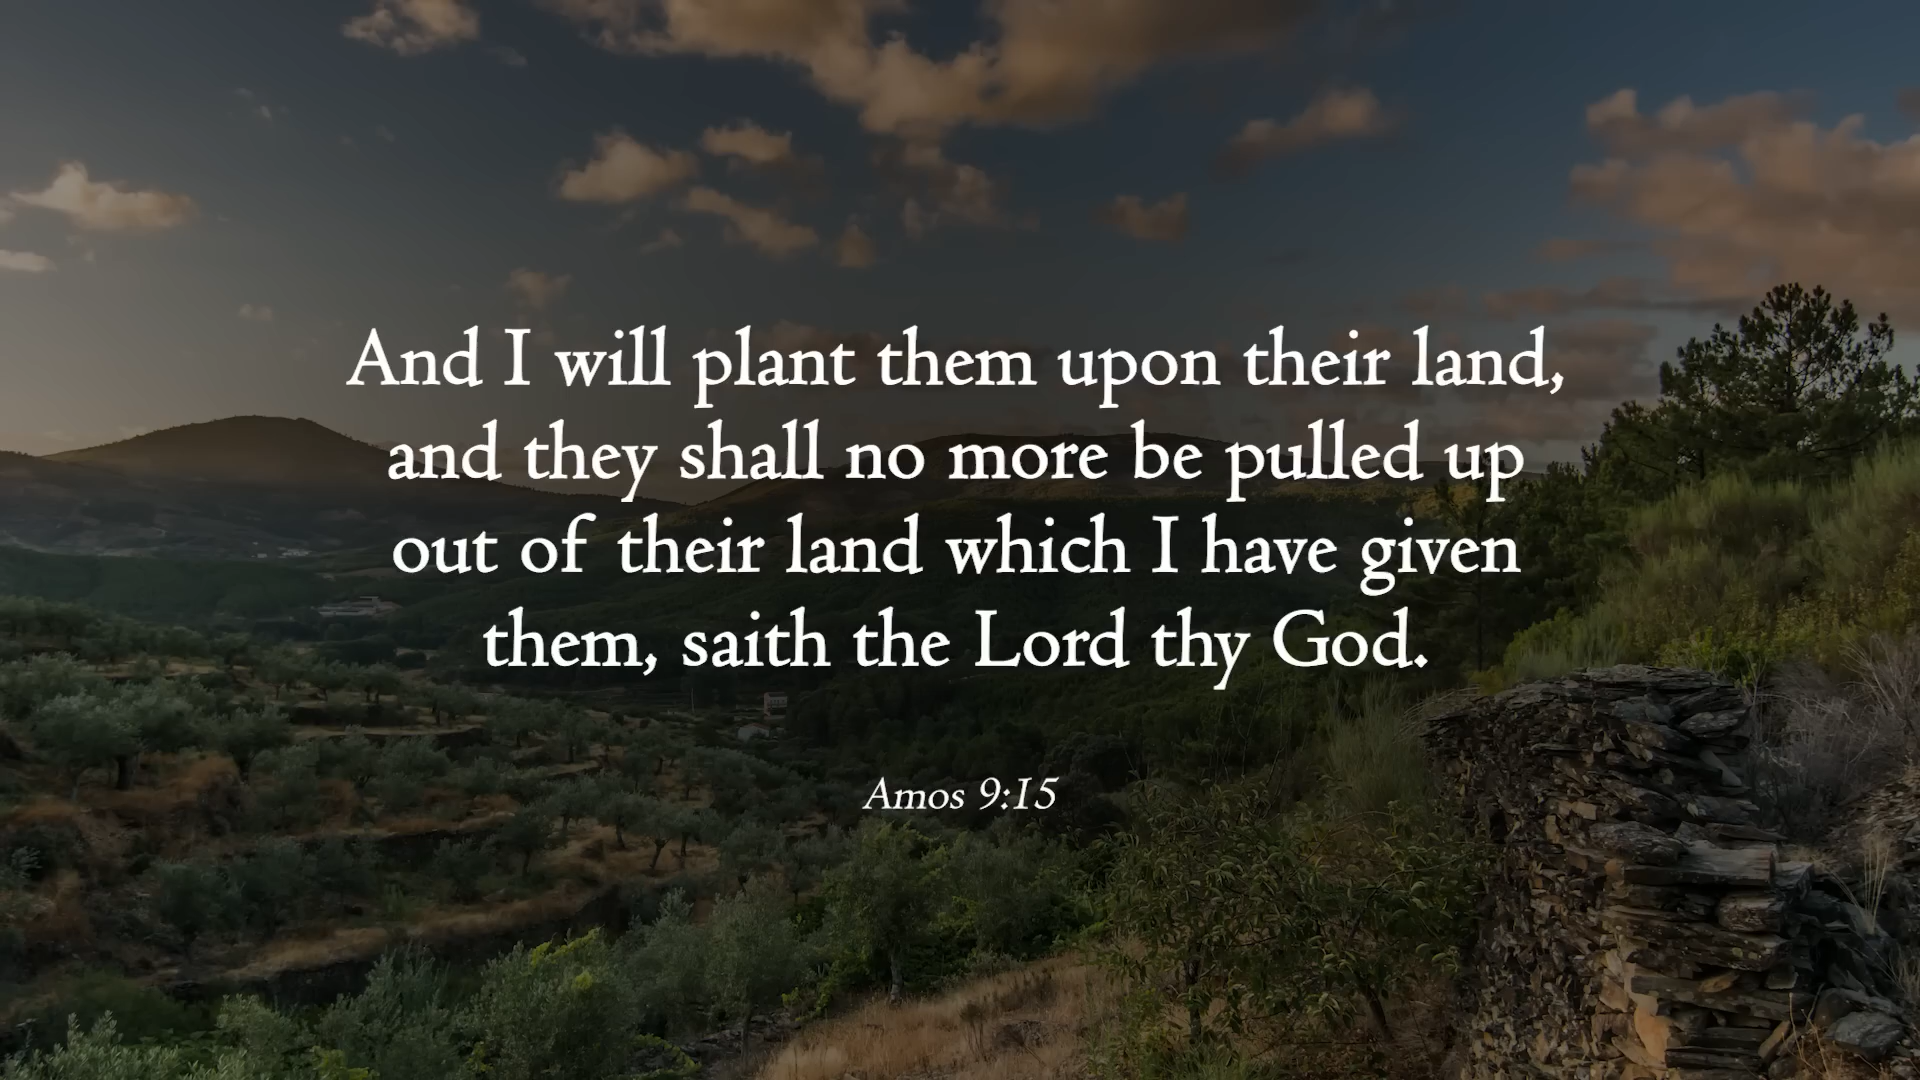 And I will plant them upon their land,
and they shall no more be pulled up
out of their land which I have given
them, saith the Lord thy God.
Amos 9:15